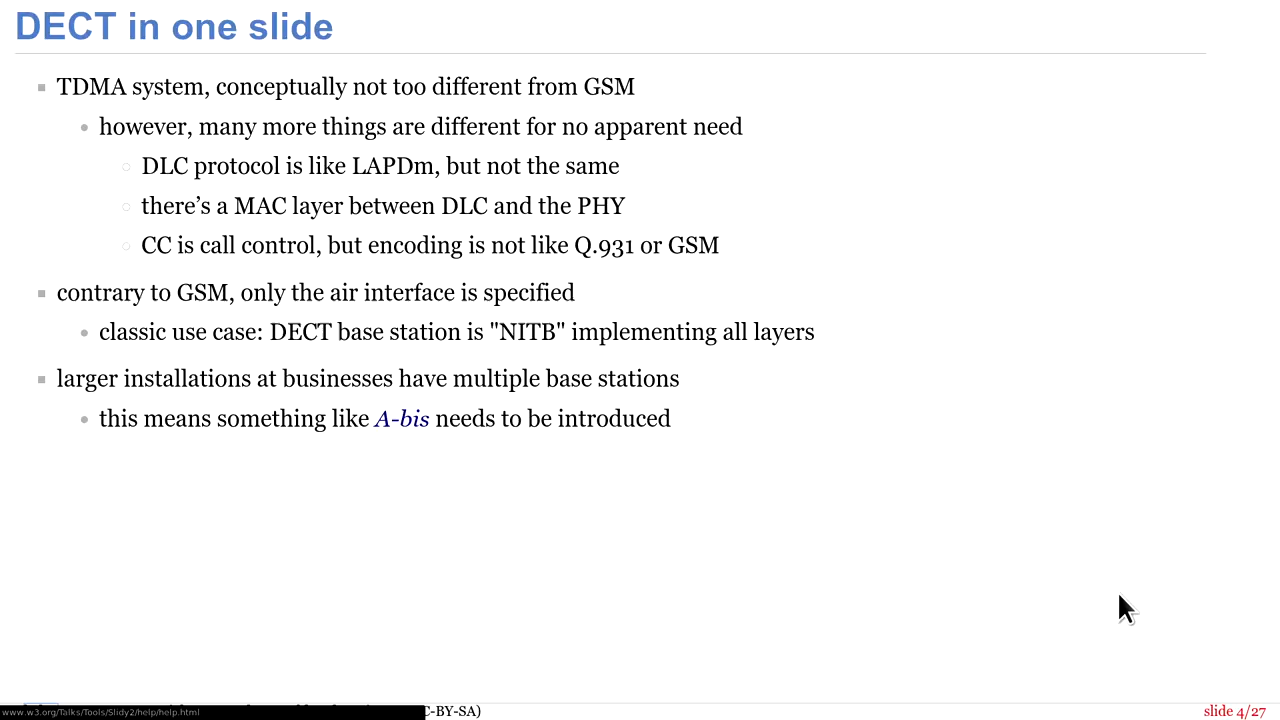 DECT in one slide
TDMA system, conceptually not too different from GSM
however, many more things are different for no apparent need
DLC protocol is like LAPDm, but not the same
there’s a MAC layer between DLC and the PHY
CC is call control, but encoding is not like Q.931 or GSM
contrary to GSM, only the air interface is specified
classic use case: DECT base station is "NITB" implementing all layers
larger installations at businesses have multiple base stations
this means something like A-bis needs to be introduced
www.w3.org/Talks/Tools/Slidy2/help/help.html
C-BY-SA)
slide 4/27